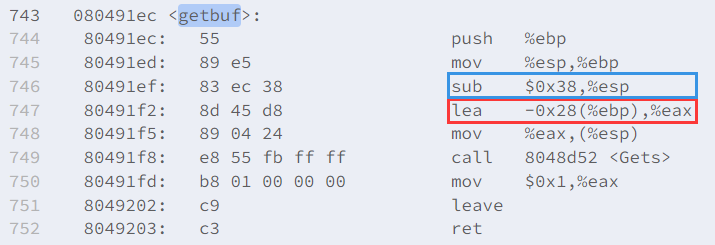 743 080491ec <getbuf>:
744 80491ec: 55 push %ebp
745 80491ed: 89 e5 mov %esp,%ebp
746 80491ef: 83 ec 38 sub $0x38,%esp
747 80491f2: 8d 45 d8 lea -0x28(%ebp),%eax
748 80491f5: 89 04 24 mov %eax,(%esp)
749 80491f8: e8 55 fb ff ff call 8048d52 <Gets>
750 80491fd: b8 01 00 00 00 mov $0x1,%eax
751 8049202: c9 leave
752 8049203: c3 ret